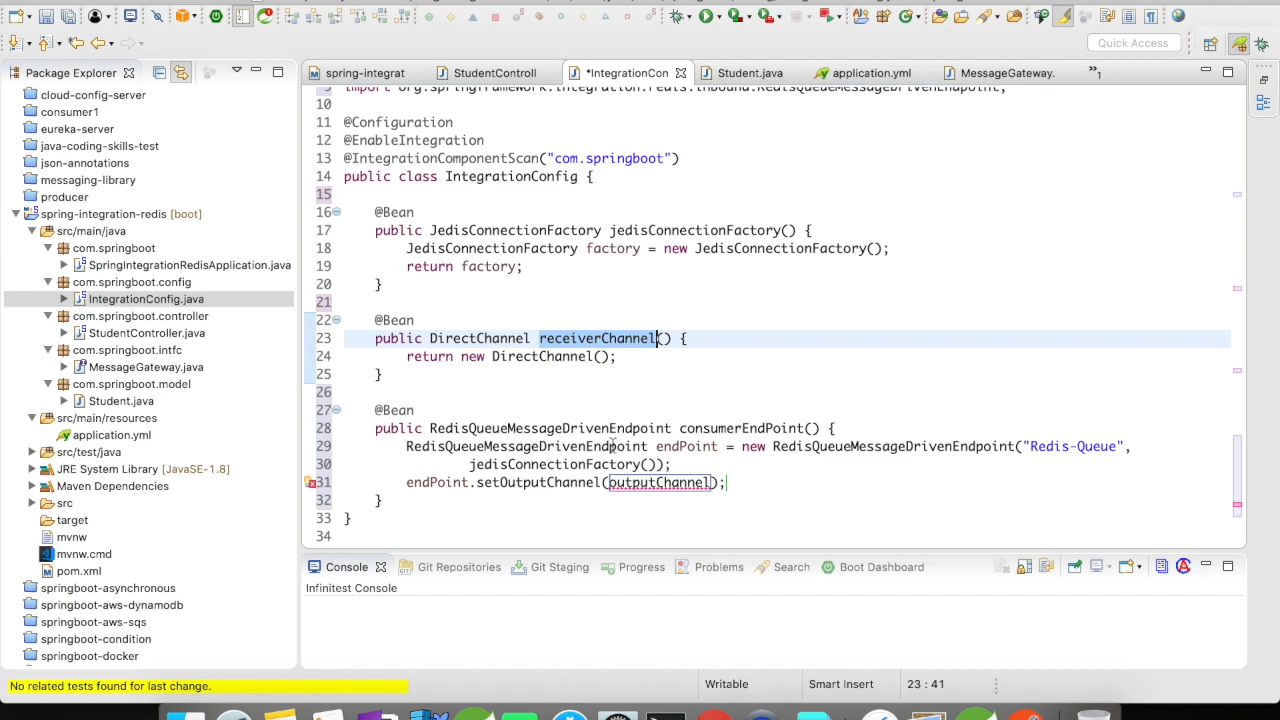 Quick Access
Package Explorer
spring-integrat
StudentControll
*IntegrationCon
Student.java
application.yml
MessageGateway.
»1
cloud-config-server
consumer1
eureka-server
java-coding-skills-test
json-annotations
messaging-library
producer
spring-integration-redis [boot]
src/main/java
com.springboot
SpringIntegrationRedisApplication.java
com.springboot.config
IntegrationConfig.java
com.springboot.controller
StudentController.java
com.springboot.intfc
MessageGateway.java
com.springboot.model
Student.java
src/main/resources
application.yml
src/test/java
JRE System Library [JavaSE-1.8]
Maven Dependencies
src
target
mvnw
mvnw.cmd
pom.xml
springboot-asynchronous
springboot-aws-dynamodb
springboot-aws-sqs
springboot-condition
springboot-docker
9 import org.springframework.integration.redis.inbound.RedisQueueMessageDrivenEndpoint;
10
11 @Configuration
12 @EnableIntegration
13 @IntegrationComponentScan("com.springboot")
14 public class IntegrationConfig {
15
16 @Bean
17 public JedisConnectionFactory jedisConnectionFactory() {
18 JedisConnectionFactory factory = new JedisConnectionFactory();
19 return factory;
20 }
21
22 @Bean
23 public DirectChannel receiverChannel() {
24 return new DirectChannel();
25 }
26
27 @Bean
28 public RedisQueueMessageDrivenEndpoint consumerEndPoint() {
29 RedisQueueMessageDrivenEndpoint endPoint = new RedisQueueMessageDrivenEndpoint("Redis-Queue",
30 jedisConnectionFactory());
31 endPoint.setOutputChannel(outputChannel);
32 }
33 }
34
Console
Git Repositories
Git Staging
Progress
Problems
Search
Boot Dashboard
Infinitest Console
No related tests found for last change.
Writable
Smart Insert
23 : 41